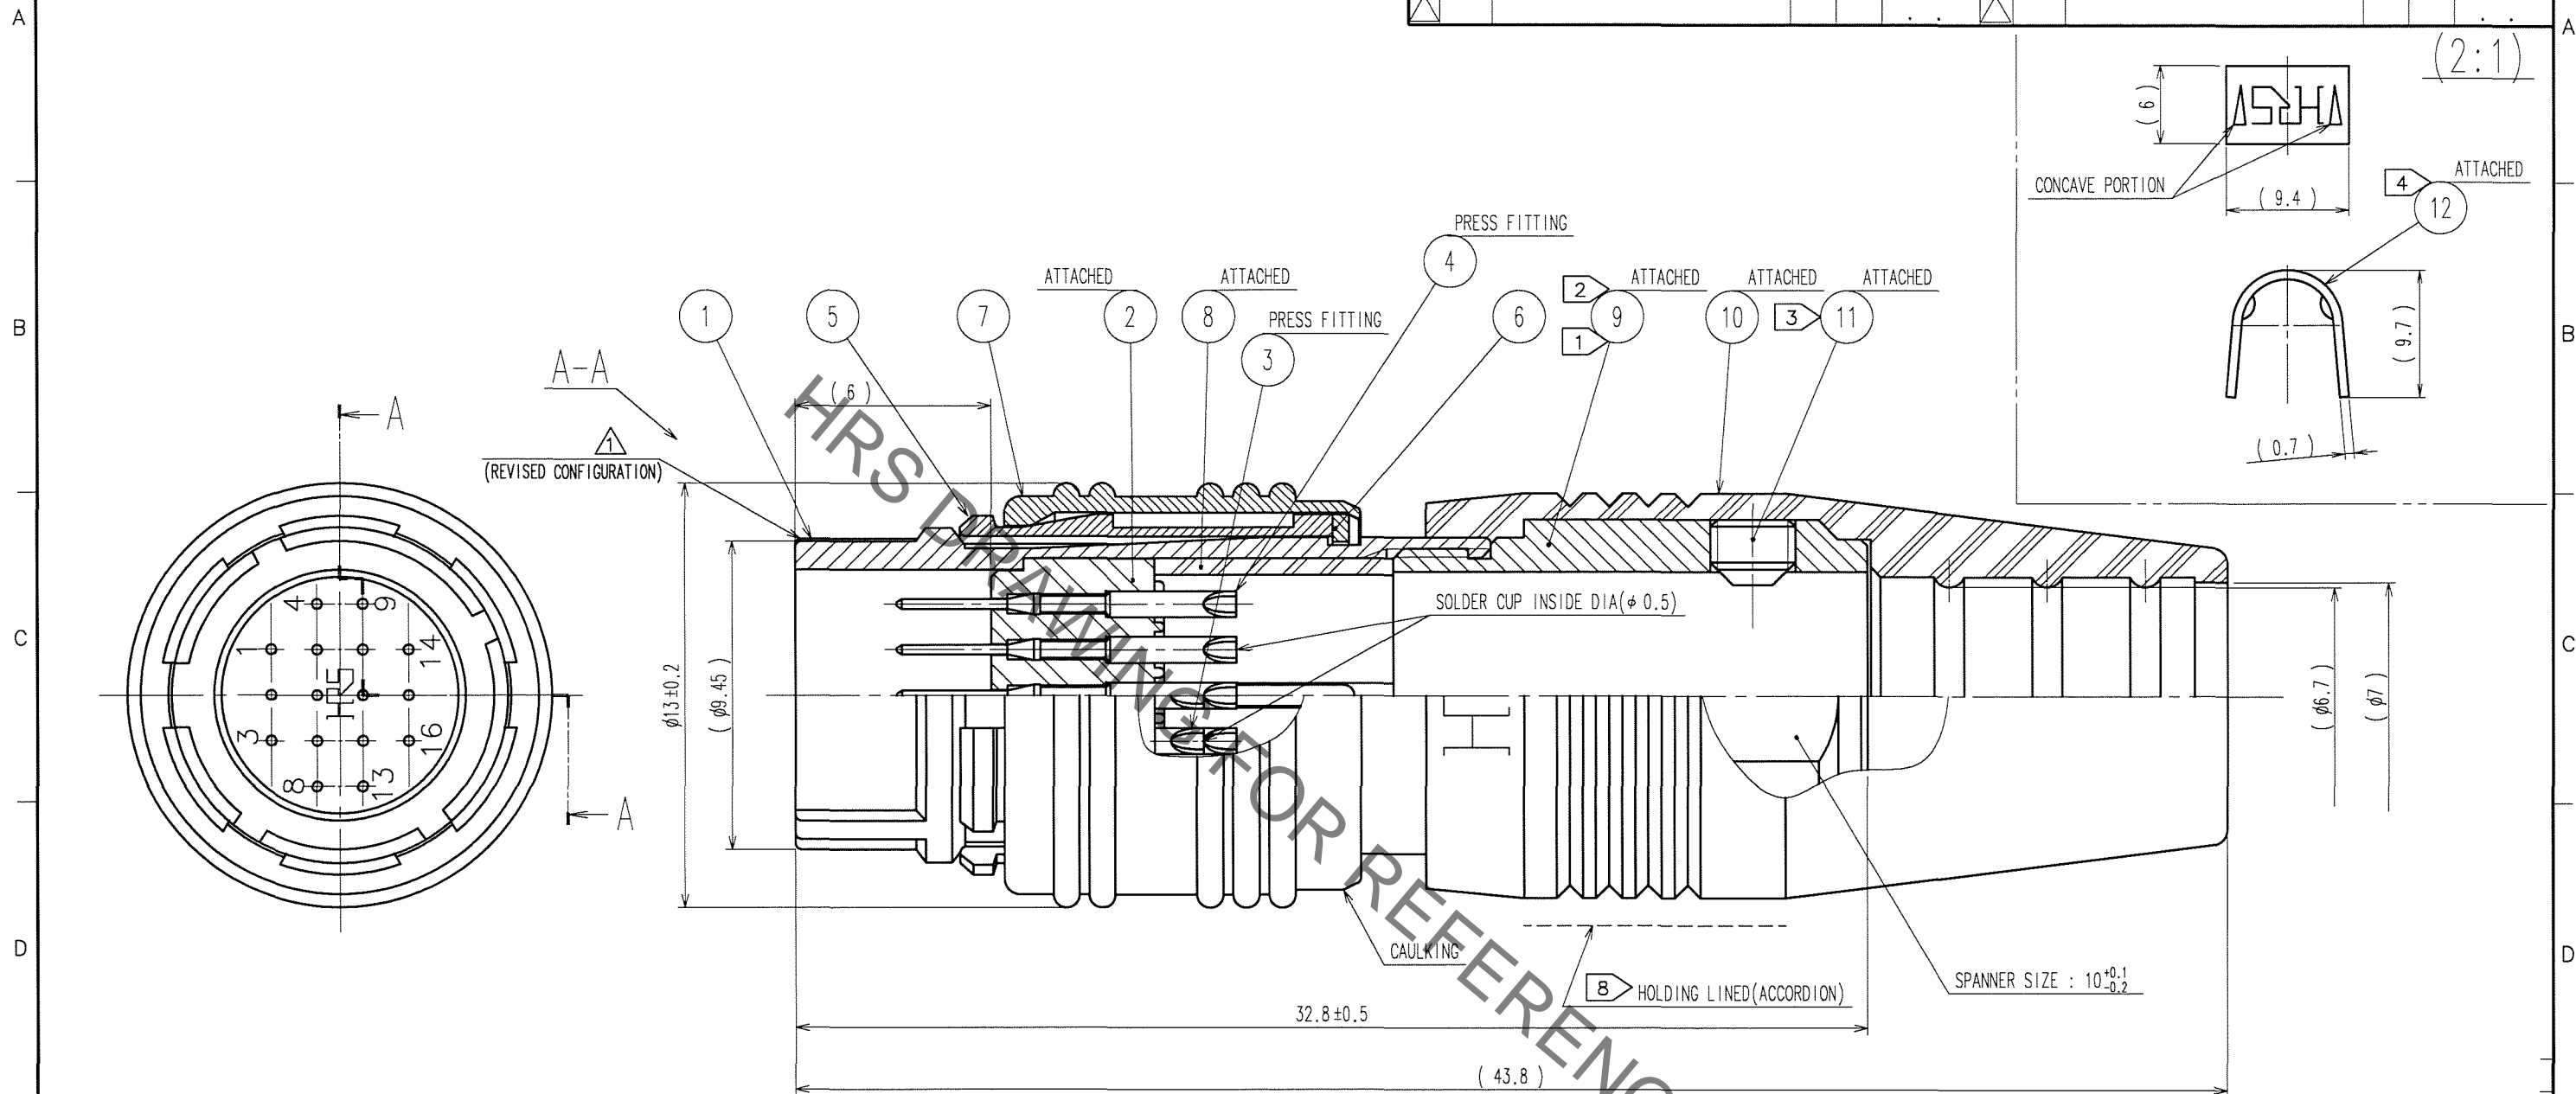 A
A
(2:1)
HRS
( 6 )
CONCAVE PORTION
( 9.4 )
4
ATTACHED
12
( 9.7 )
( 0.7 )
PRESS FITTING
4
ATTACHED
2
ATTACHED
8
PRESS FITTING
3
1
5
7
6
2
1
ATTACHED
9
ATTACHED
10
3
ATTACHED
11
B
B
A-A
1
(REVISED CONFIGURATION)
( 6 )
A
A
4
9
1
14
HRS
3
16
8
13
C
C
φ13±0.2
( φ9.45 )
SOLDER CUP INSIDE DIA(φ 0.5)
H
( φ6.7 )
( φ7 )
D
D
CAULKING
8
HOLDING LINED(ACCORDION)
SPANNER SIZE : 10 +0.1 -0.2
32.8±0.5
( 43.8 )
HRS DRAWING FOR REFERENC